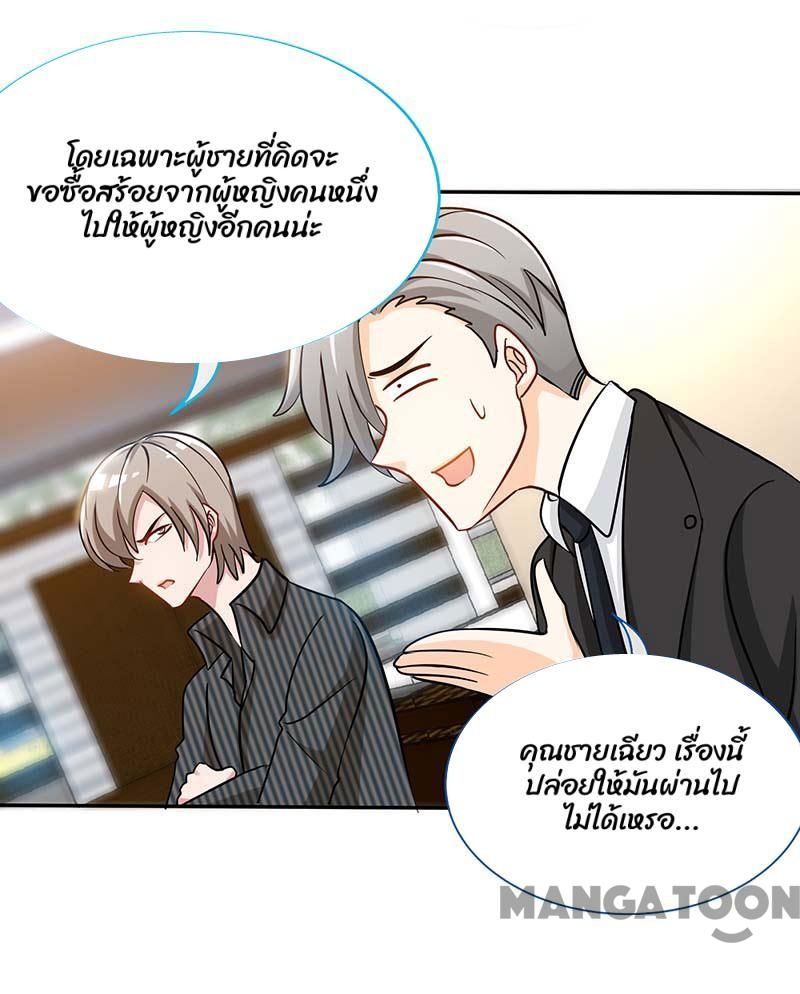 โดยเฉพาะผู้ชายที่คิดจะ
ขอซื้อสร้อยจากผู้หญิงคนหนึ่ง
ไปให้ผู้หญิงอีกคนน่ะ
คุณชายเฉียว เรื่องนี้
ปล่อยให้มันผ่านไป
ไม่ได้เหรอ...
MANGATOON